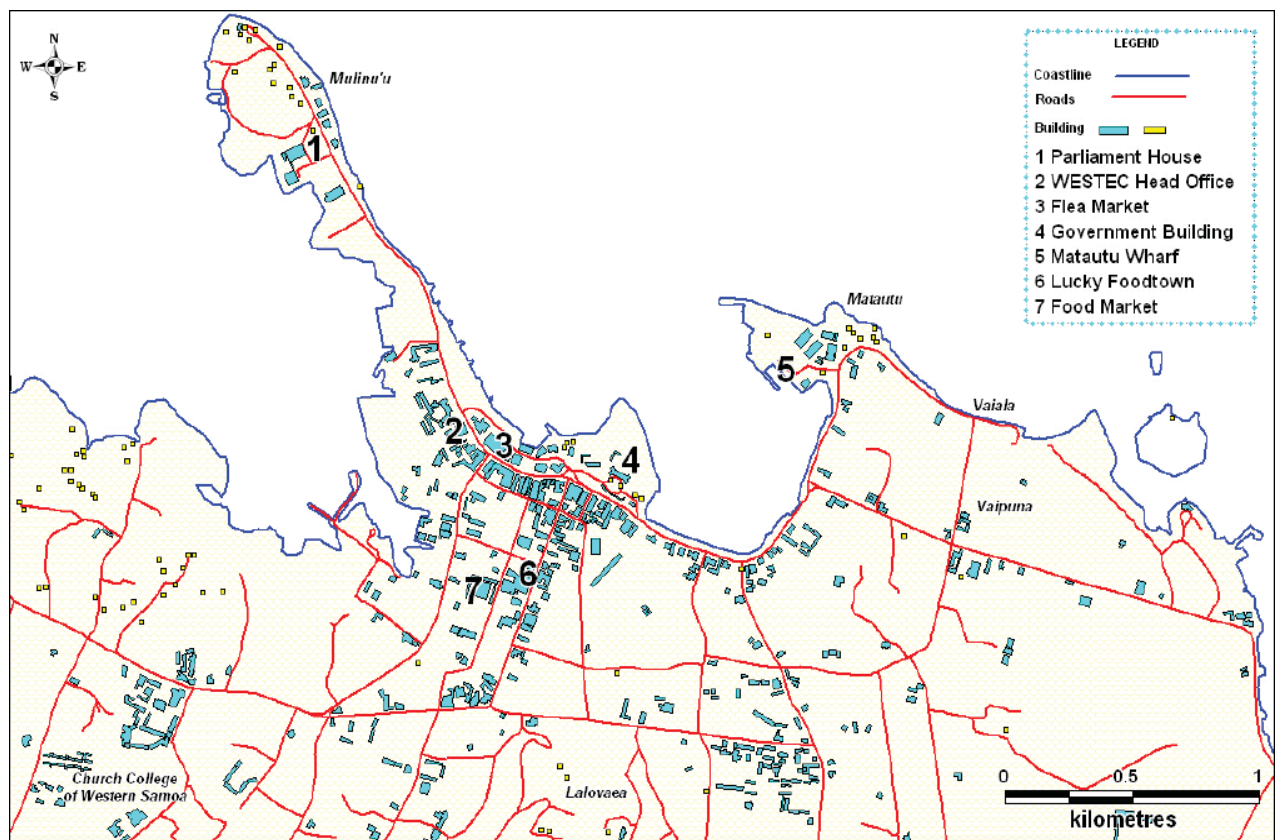 N
W E
S
Mulinu'u
LEGEND
Coastline
Roads
Building
1 Parliament House
2 WESTEC Head Office
3 Flea Market
4 Government Building
5 Matautu Wharf
6 Lucky Foodtown
7 Food Market
1
Matautu
5
Vaiala
2
3
4
Vaipuna
6
7
Church College
of Western Samoa
Lalovaea
0 0.5 1
kilometres